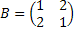 B = (1 2
2 1)